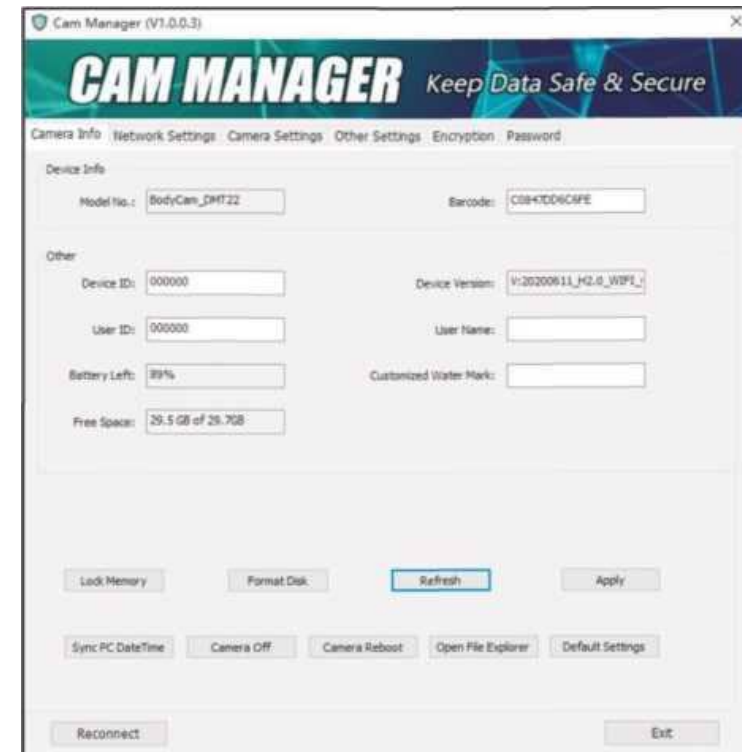 Cam Manager (V1.0.0.3)
CAM MANAGER Keep Data Safe & Secure
Camera Info Network Settings Camera Settings Other Settings Encryption Password
Device Info
Model No.: BodyCam_DMT22 Barcode: C0847DD6C6FE
Other
Device ID: 000000 Device Version: V:20200611_H2.0_WIFI_
User ID: 000000 User Name:
Battery Left: 89% Customized Water Mark:
Free Space: 29.5 GB of 29.7GB
Lock Memory Format Disk Refresh Apply
Sync PC DateTime Camera Off Camera Reboot Open File Explorer Default Settings
Reconnect Exit